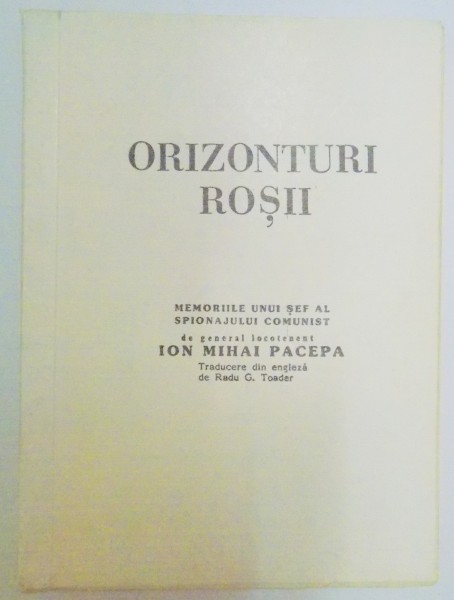 ORIZONTURI
ROȘII
MEMORIILE UNUI ȘEF AL
SPIONAJULUI COMUNIST
de general locotenent
ION MIHAI PACEPA
Traducere din engleză
de Radu G. Toader